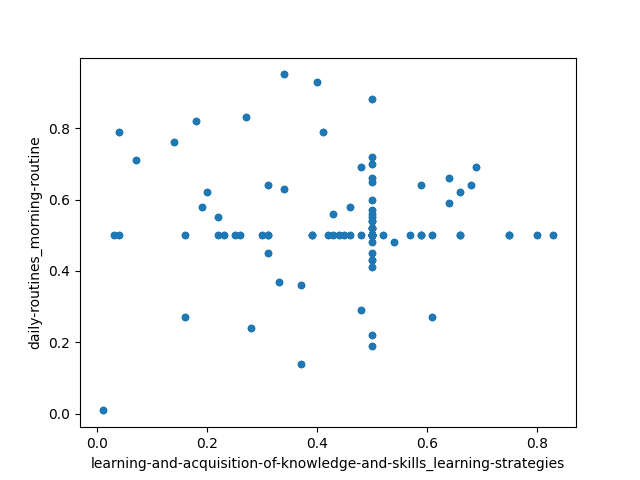 daily-routines_morning-routine
0.8
0.6
0.4
0.2
0.0
0.0 0.2 0.4 0.6 0.8
learning-and-acquisition-of-knowledge-and-skills_learning-strategies